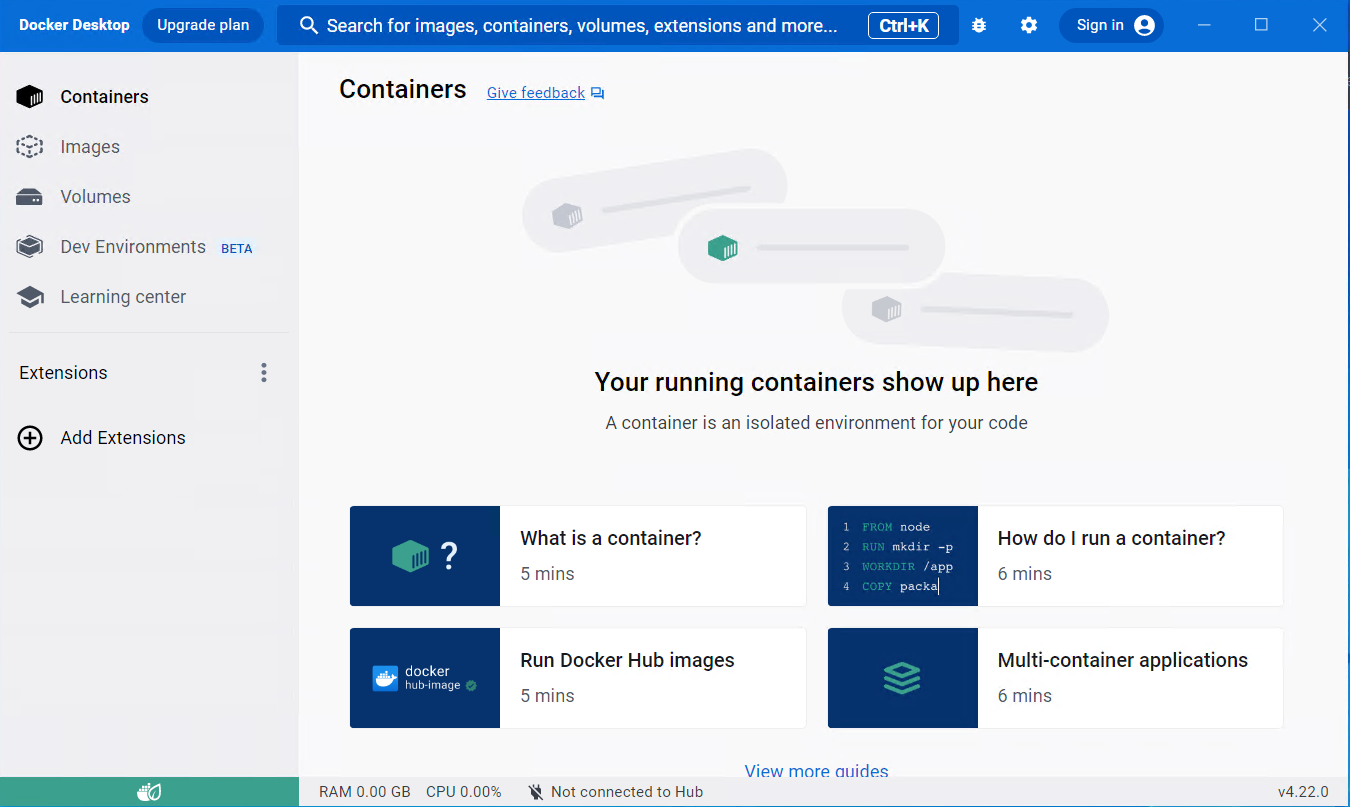 Docker Desktop Upgrade plan Search for images, containers, volumes, extensions and more... Ctrl+K Sign in
Containers
Images
Volumes
Dev Environments BETA
Learning center
Extensions
Add Extensions
Containers Give feedback
Your running containers show up here
A container is an isolated environment for your code
?
What is a container?
5 mins
1 FROM node
2 RUN mkdir -p
3 WORKDIR /app
4 COPY packa
How do I run a container?
6 mins
docker
hub-image
Run Docker Hub images
5 mins
Multi-container applications
6 mins
View more guides
RAM 0.00 GB CPU 0.00% Not connected to Hub v4.22.0